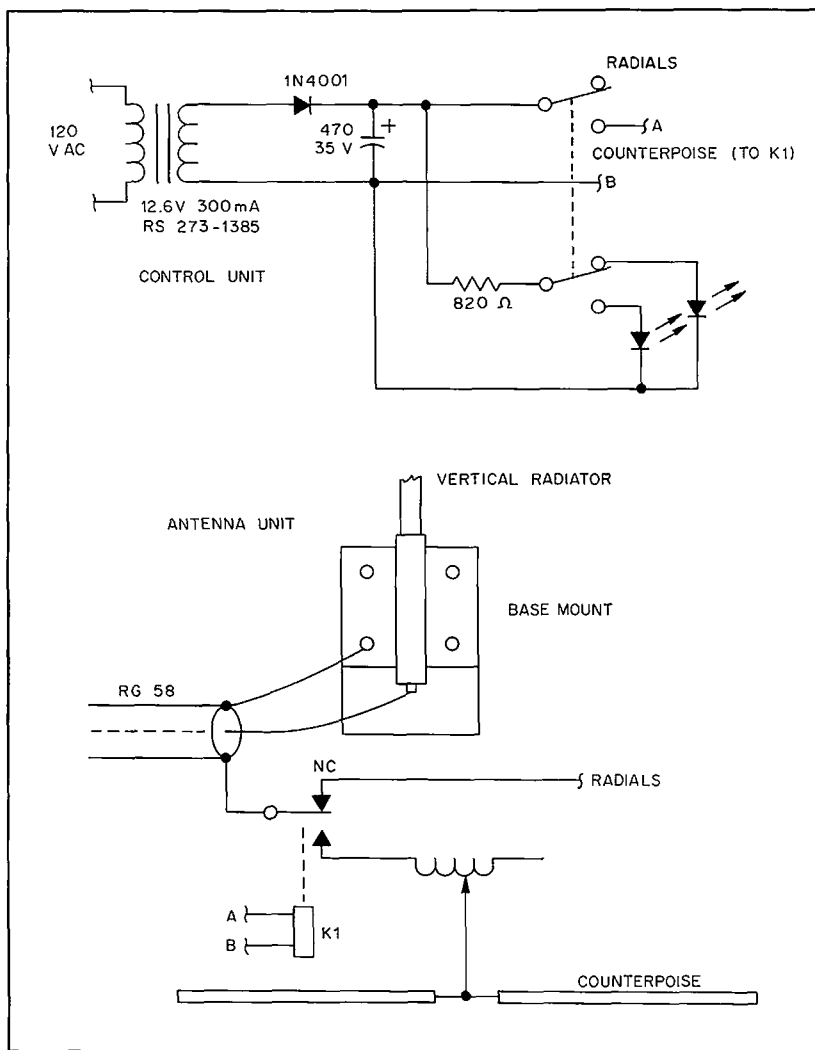 RADIALS
1N4001
120
V AC
470
35 V
+
A
COUNTERPOISE (TO K1)
B
12.6V 300mA
RS 273-1385
820 Ω
CONTROL UNIT
VERTICAL RADIATOR
ANTENNA UNIT
BASE MOUNT
RG 58
NC
RADIALS
A
B
K1
COUNTERPOISE